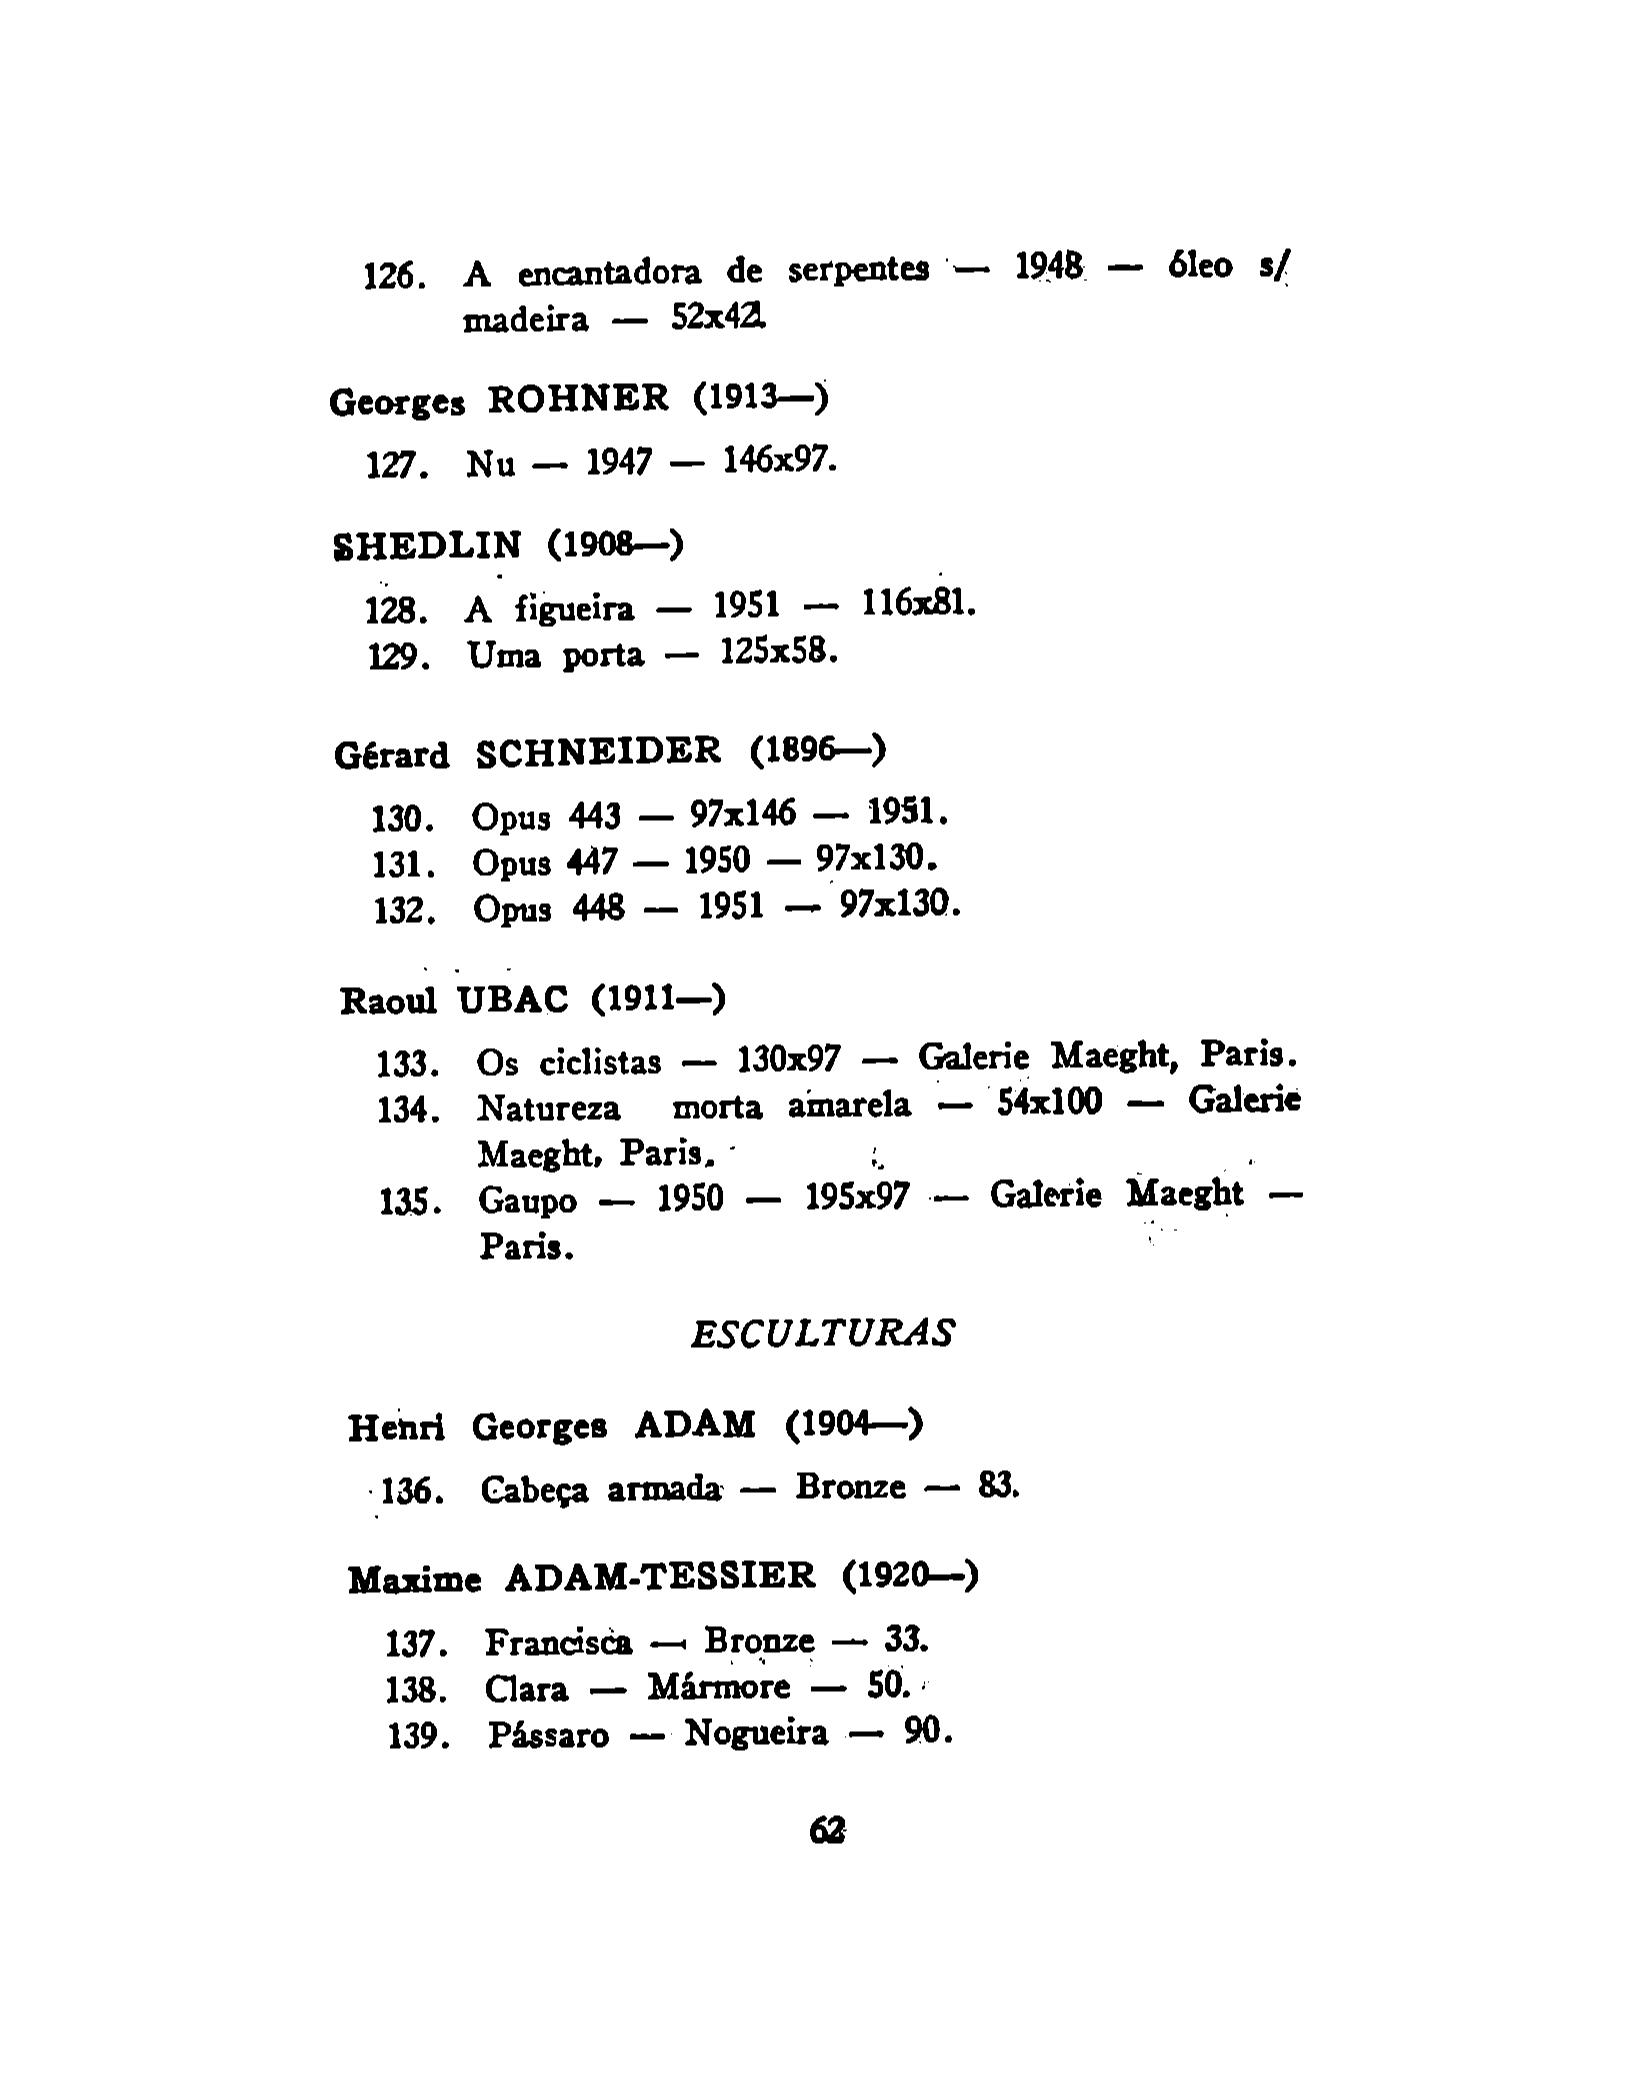 126. A encantadora de serpentes — 1948 — óleo s/
madeira — 52x42.
Georges ROHNER (1913—)
127. Nu — 1947 — 146x97.
SHEDLIN (1908—)
128. A figueira — 1951 — 116x81.
129. Uma porta — 125x58.
Gérard SCHNEIDER (1896—)
130. Opus 443 — 97x146 — 1951.
131. Opus 447 — 1950 — 97x130.
132. Opus 448 — 1951 — 97x130.
Raoul UBAC (1911—)
133. Os ciclistas — 130x97 — Galerie Maeght, Paris.
134. Natureza morta amarela — 54x100 — Galerie
Maeght, Paris.
135. Gaupo — 1950 — 195x97 — Galerie Maeght —
Paris.
ESCULTURAS
Henri Georges ADAM (1904—)
136. Cabeça armada — Bronze — 83.
Maxime ADAM-TESSIER (1920—)
137. Francisca — Bronze — 33.
138. Clara — Mármore — 50.
139. Pássaro — Nogueira — 90.
62